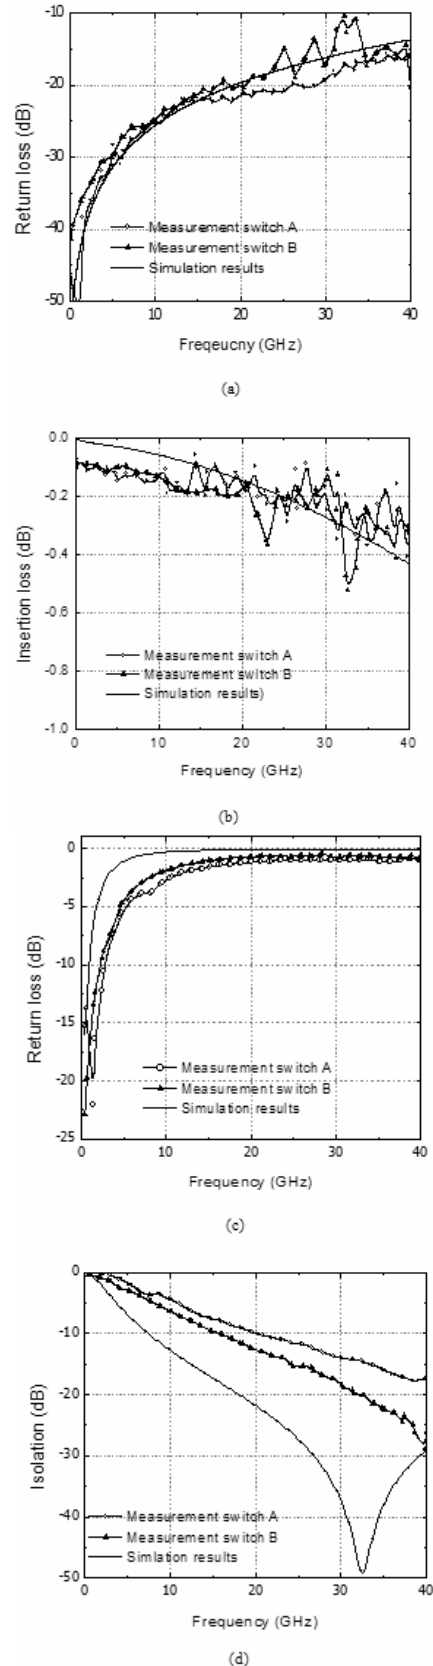 -10
-20
-30
-40
-50
Return loss (dB)
Measurement switch A
Measurement switch B
Simulation results
0 10 20 30 40
Freqeucny (GHz)
(a)
0.0
-0.2
-0.4
-0.6
-0.8
-1.0
Insertion loss (dB)
Measurement switch A
Measurement switch B
Simulation results)
0 10 20 30 40
Frequency (GHz)
(b)
0
-5
-10
-15
-20
-25
Return loss (dB)
Measurement switch A
Measurement switch B
Simulation results
0 10 20 30 40
Frequency (GHz)
(c)
0
-10
-20
-30
-40
-50
Isolation (dB)
Measurement switch A
Measurement switch B
Simlation results
0 10 20 30 40
Frequency (GHz)
(d)